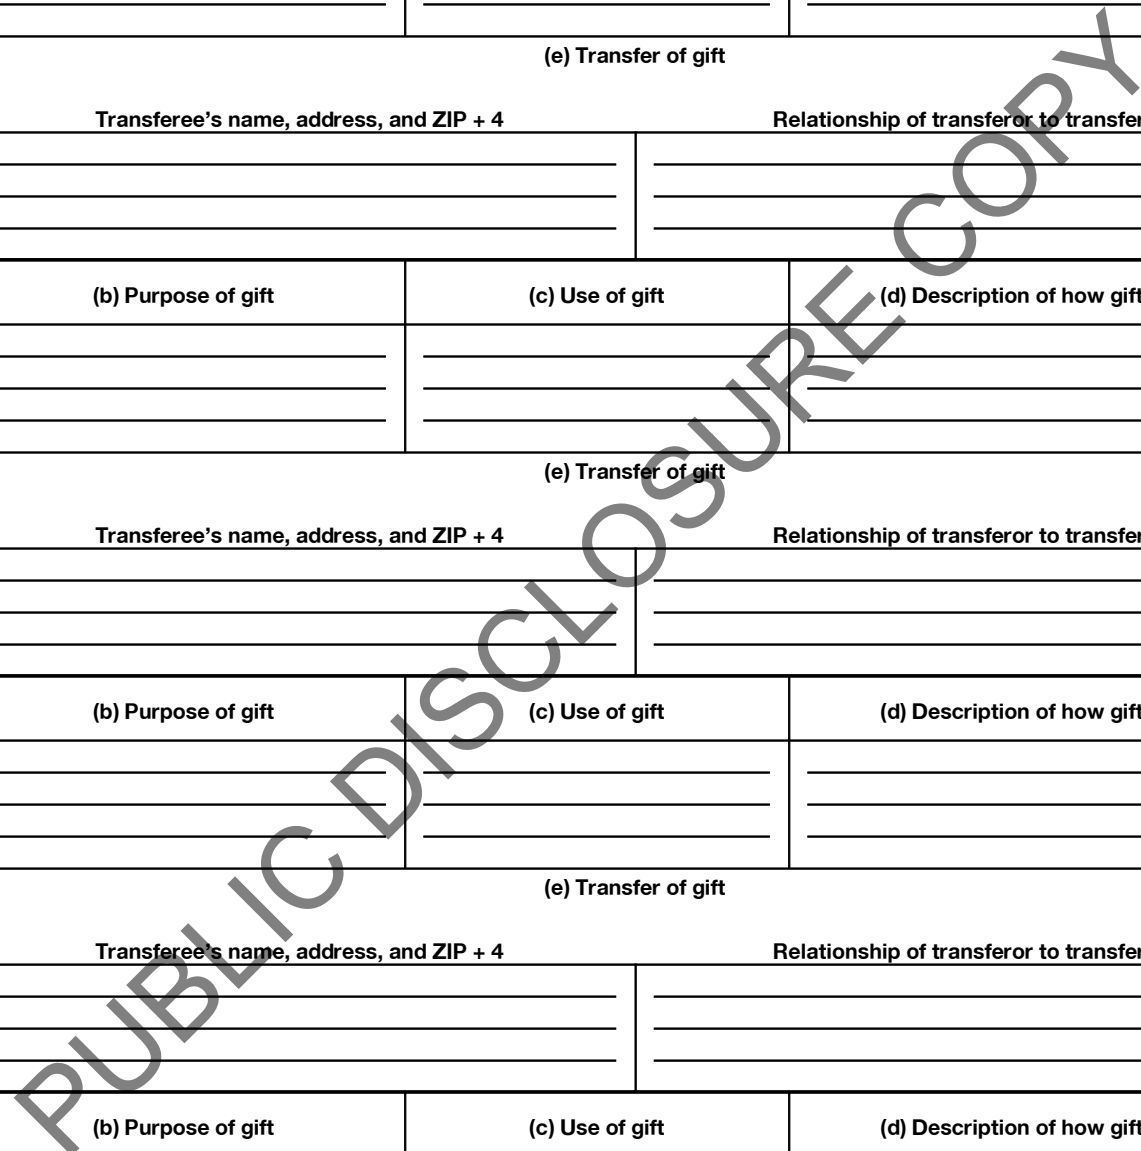 (e) Transfer of gift
Transferee’s name, address, and ZIP + 4 Relationship of transferor to transfer
(b) Purpose of gift (c) Use of gift (d) Description of how gift
(e) Transfer of gift
Transferee’s name, address, and ZIP + 4 Relationship of transferor to transfer
(b) Purpose of gift (c) Use of gift (d) Description of how gift
(e) Transfer of gift
Transferee’s name, address, and ZIP + 4 Relationship of transferor to transfer
(b) Purpose of gift (c) Use of gift (d) Description of how gift
PUBLIC DISCLOSURE COPY